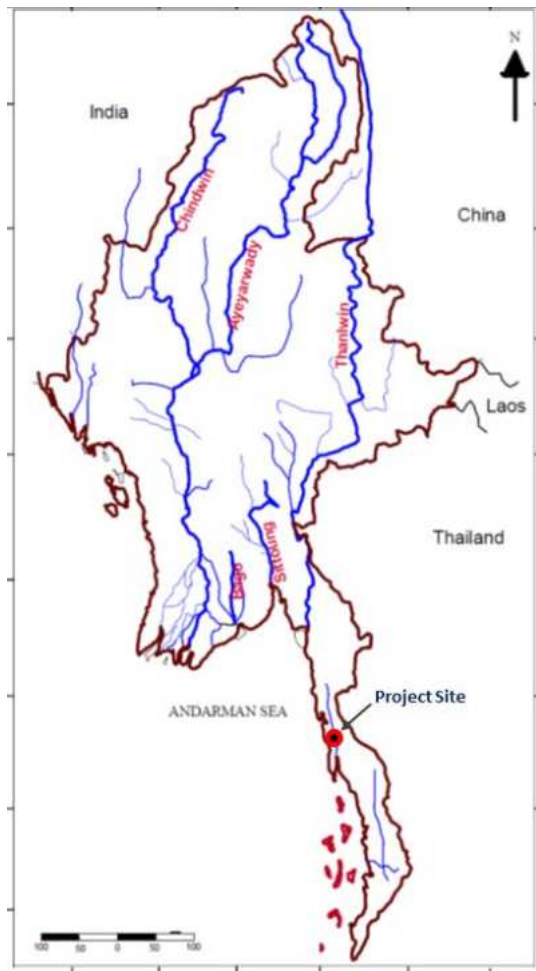 N
India
China
Chindwin
Ayeyarwady
Thanlwin
Laos
Thailand
Sittoung
Bago
Project Site
ANDARMAN SEA
100 50 0 50 100